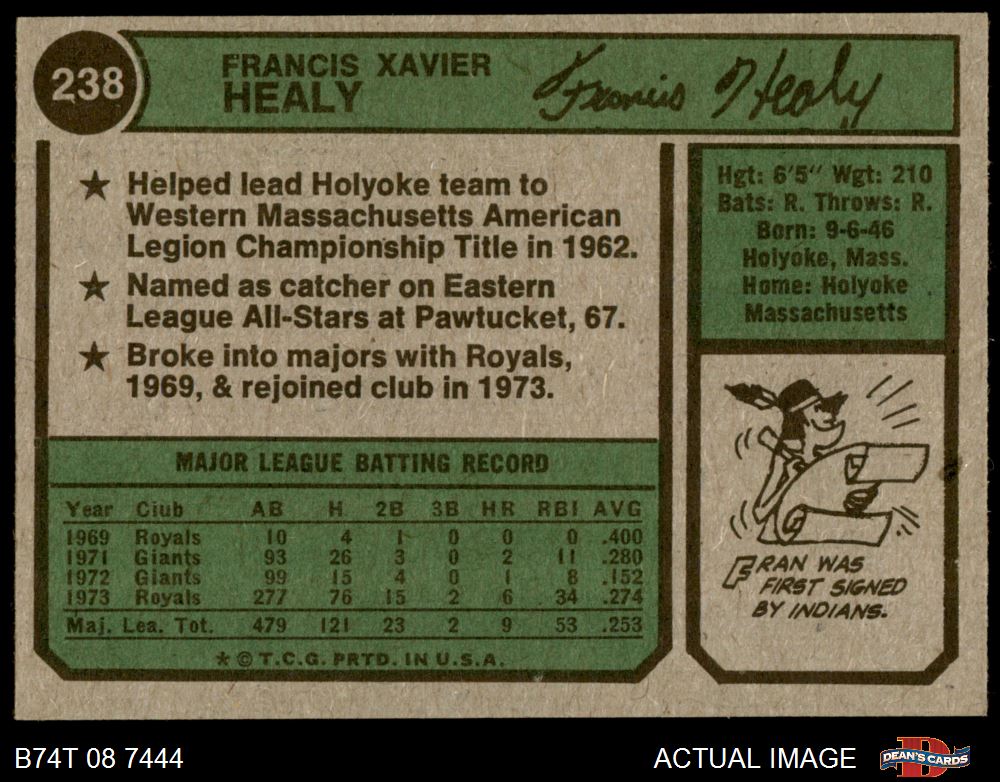 238
FRANCIS XAVIER
HEALY
Francis Healy
★ Helped lead Holyoke team to
Western Massachusetts American
Legion Championship Title in 1962.
★ Named as catcher on Eastern
League All-Stars at Pawtucket, 67.
★ Broke into majors with Royals,
1969, & rejoined club in 1973.
Hgt: 6'5" Wgt: 210
Bats: R. Throws: R.
Born: 9-6-46
Holyoke, Mass.
Home: Holyoke
Massachusetts
MAJOR LEAGUE BATTING RECORD
Year Club AB H 2B 3B HR RBI AVG
1969 Royals 10 4 1 0 0 0 .400
1971 Giants 93 26 3 0 2 11 .280
1972 Giants 99 15 4 0 1 8 .152
1973 Royals 277 76 15 2 6 34 .274
Maj. Lea. Tot. 479 121 23 2 9 53 .253
★ © T.C.G. PRTD. IN U.S.A.
FRAN WAS
FIRST SIGNED
BY INDIANS.
B74T 08 7444
ACTUAL IMAGE
D
DEAN'S CARDS